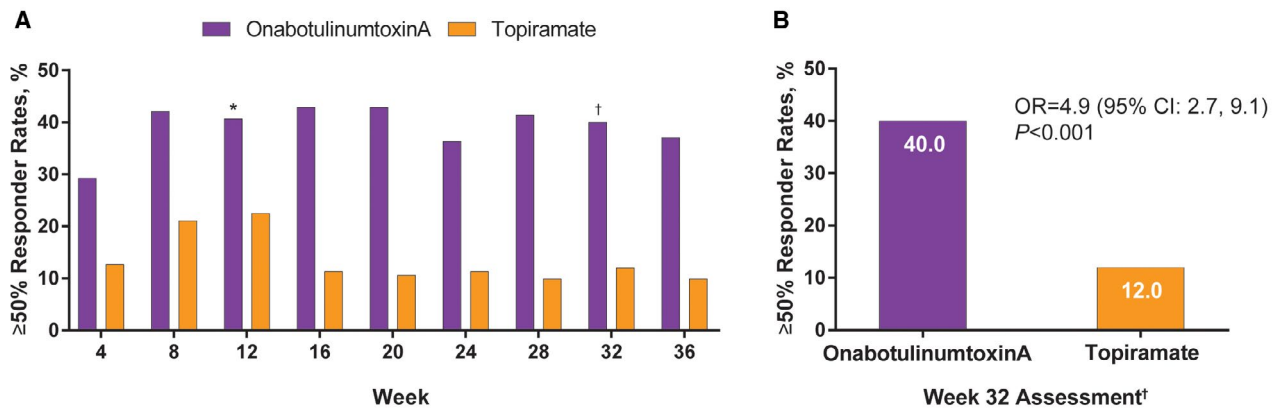 A
OnabotulinumtoxinA Topiramate
≥50% Responder Rates, %
50
40
30
20
10
0
* †
4 8 12 16 20 24 28 32 36
Week
B
≥50% Responder Rates, %
50
40
30
20
10
0
OR=4.9 (95% CI: 2.7, 9.1)
P<0.001
40.0
12.0
OnabotulinumtoxinA Topiramate
Week 32 Assessment†